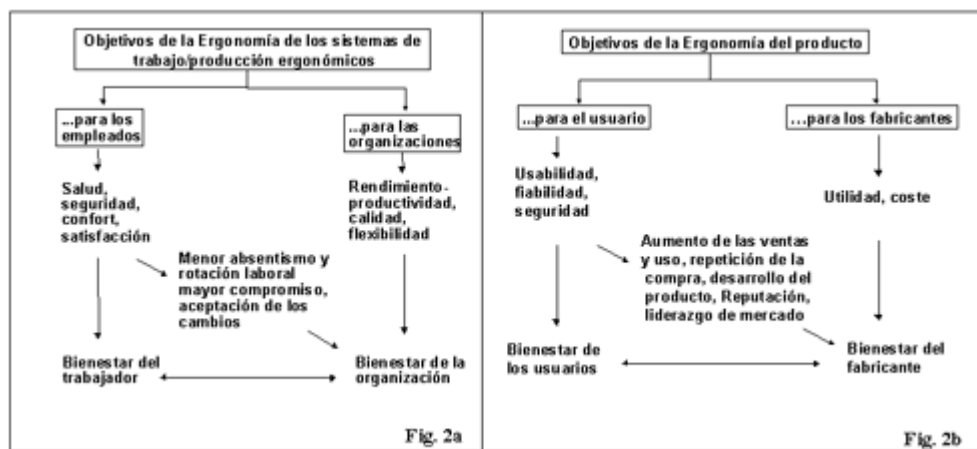 Objetivos de la Ergonomía de los sistemas de
trabajo/producción ergonómicos
...para los
empleados
...para las
organizaciones
Salud,
seguridad,
confort,
satisfacción
Rendimiento-
productividad,
calidad,
flexibilidad
Menor absentismo y
rotación laboral
mayor compromiso,
aceptación de los
cambios
Bienestar del
trabajador
Bienestar de la
organización
Fig. 2a
Objetivos de la Ergonomía del producto
...para el usuario
...para los fabricantes
Usabilidad,
fiabilidad,
seguridad
Utilidad, coste
Aumento de las ventas
y uso, repetición de la
compra, desarrollo del
producto, Reputación,
liderazgo de mercado
Bienestar de
los usuarios
Bienestar del
fabricante
Fig. 2b